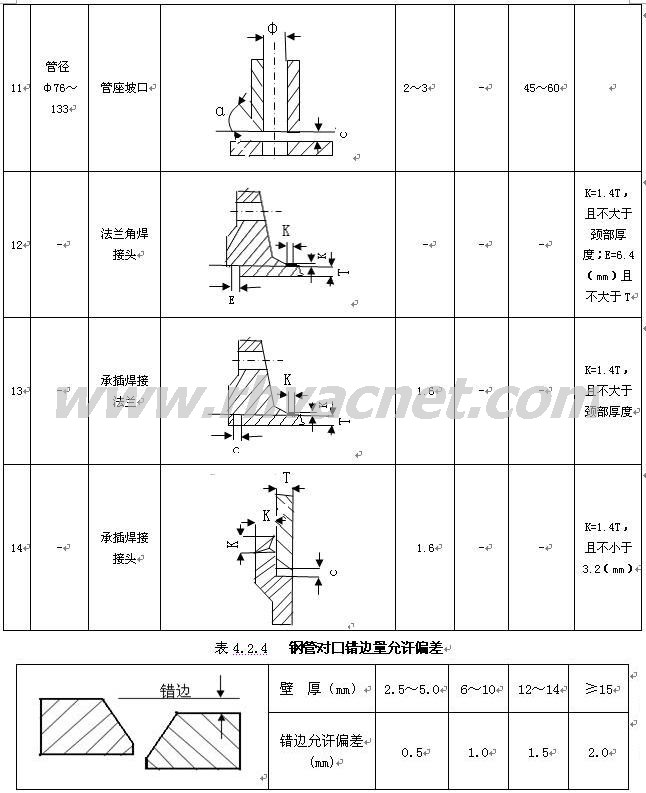 11 管径 Φ76～133 管座坡口 Φ α c 2～3 - 45～60
12 - 法兰角焊接头 K K T E - - - K=1.4T，且不大于颈部厚度；E=6.4（mm）且不大于T
13 - 承插焊接法兰 K K T C 1.6 - - K=1.4T，且不大于颈部厚度
14 - 承插焊接接头 T K K c 1.6 - - K=1.4T，且不小于3.2（mm）
www.rhvacnet.com
表 4.2.4 钢管对口错边量允许偏差
错边 壁 厚(mm) 2.5～5.0 6～10 12～14 ≥15
错边允许偏差(mm) 0.5 1.0 1.5 2.0